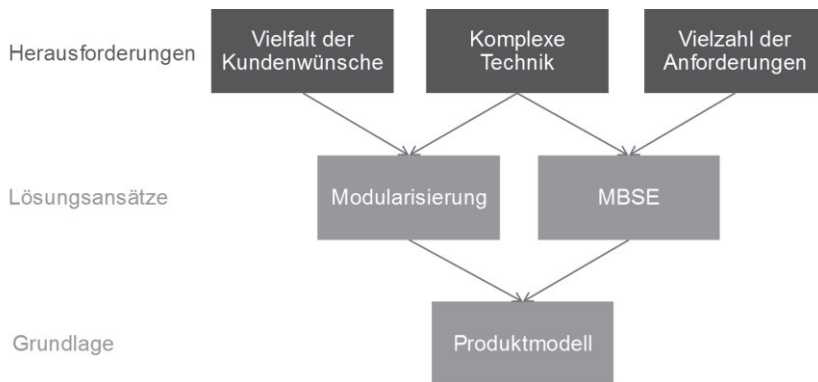 Herausforderungen
Vielfalt der
Kundenwünsche
Komplexe
Technik
Vielzahl der
Anforderungen
Lösungsansätze
Modularisierung
MBSE
Grundlage
Produktmodell